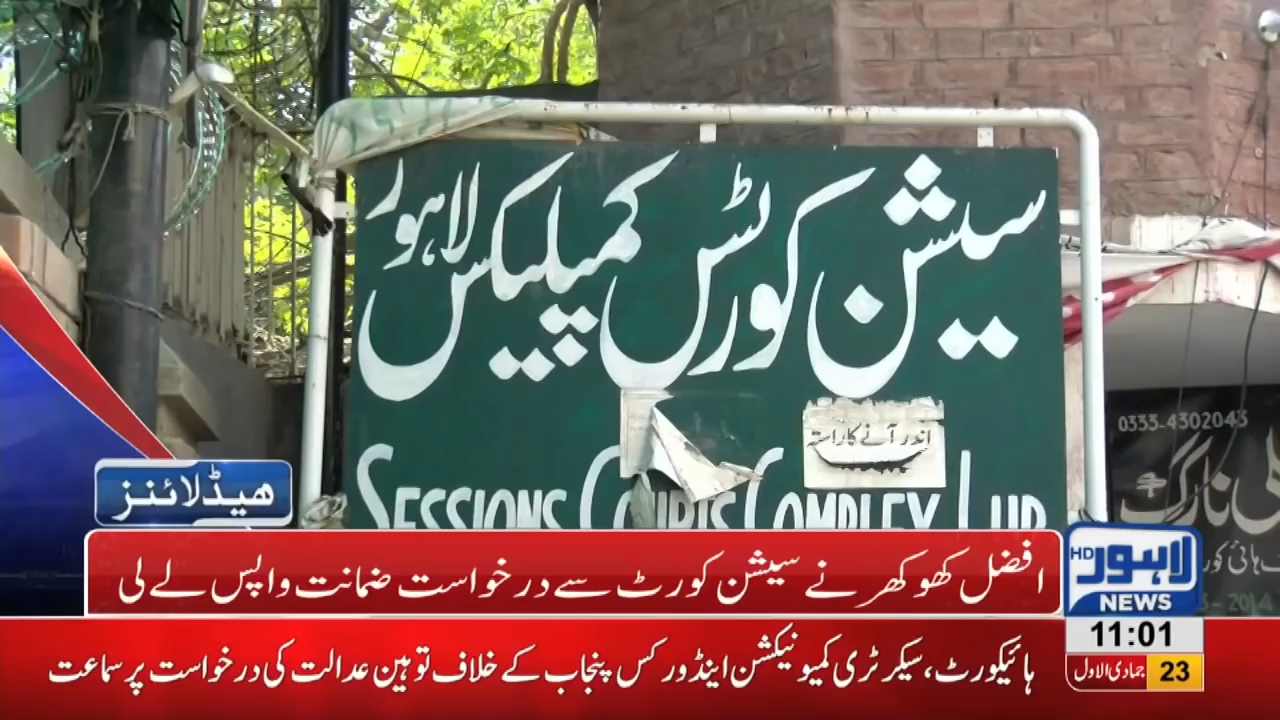 سیشن کورٹس کمپلیکس لاہور
اندر آنے کا راستہ
SESSIONS COURTS COMPLEX LHR
0333-4302043
ہیڈلائنز
افضل کھوکھر نے سیشن کورٹ سے درخواست ضمانت واپس لے لی
HD لاہور
NEWS
11:01
23 جمادی الاول
ہائیکورٹ، سیکرٹری کمیونیکشن اینڈ ورکس پنجاب کے خلاف توہین عدالت کی درخواست پر سماعت